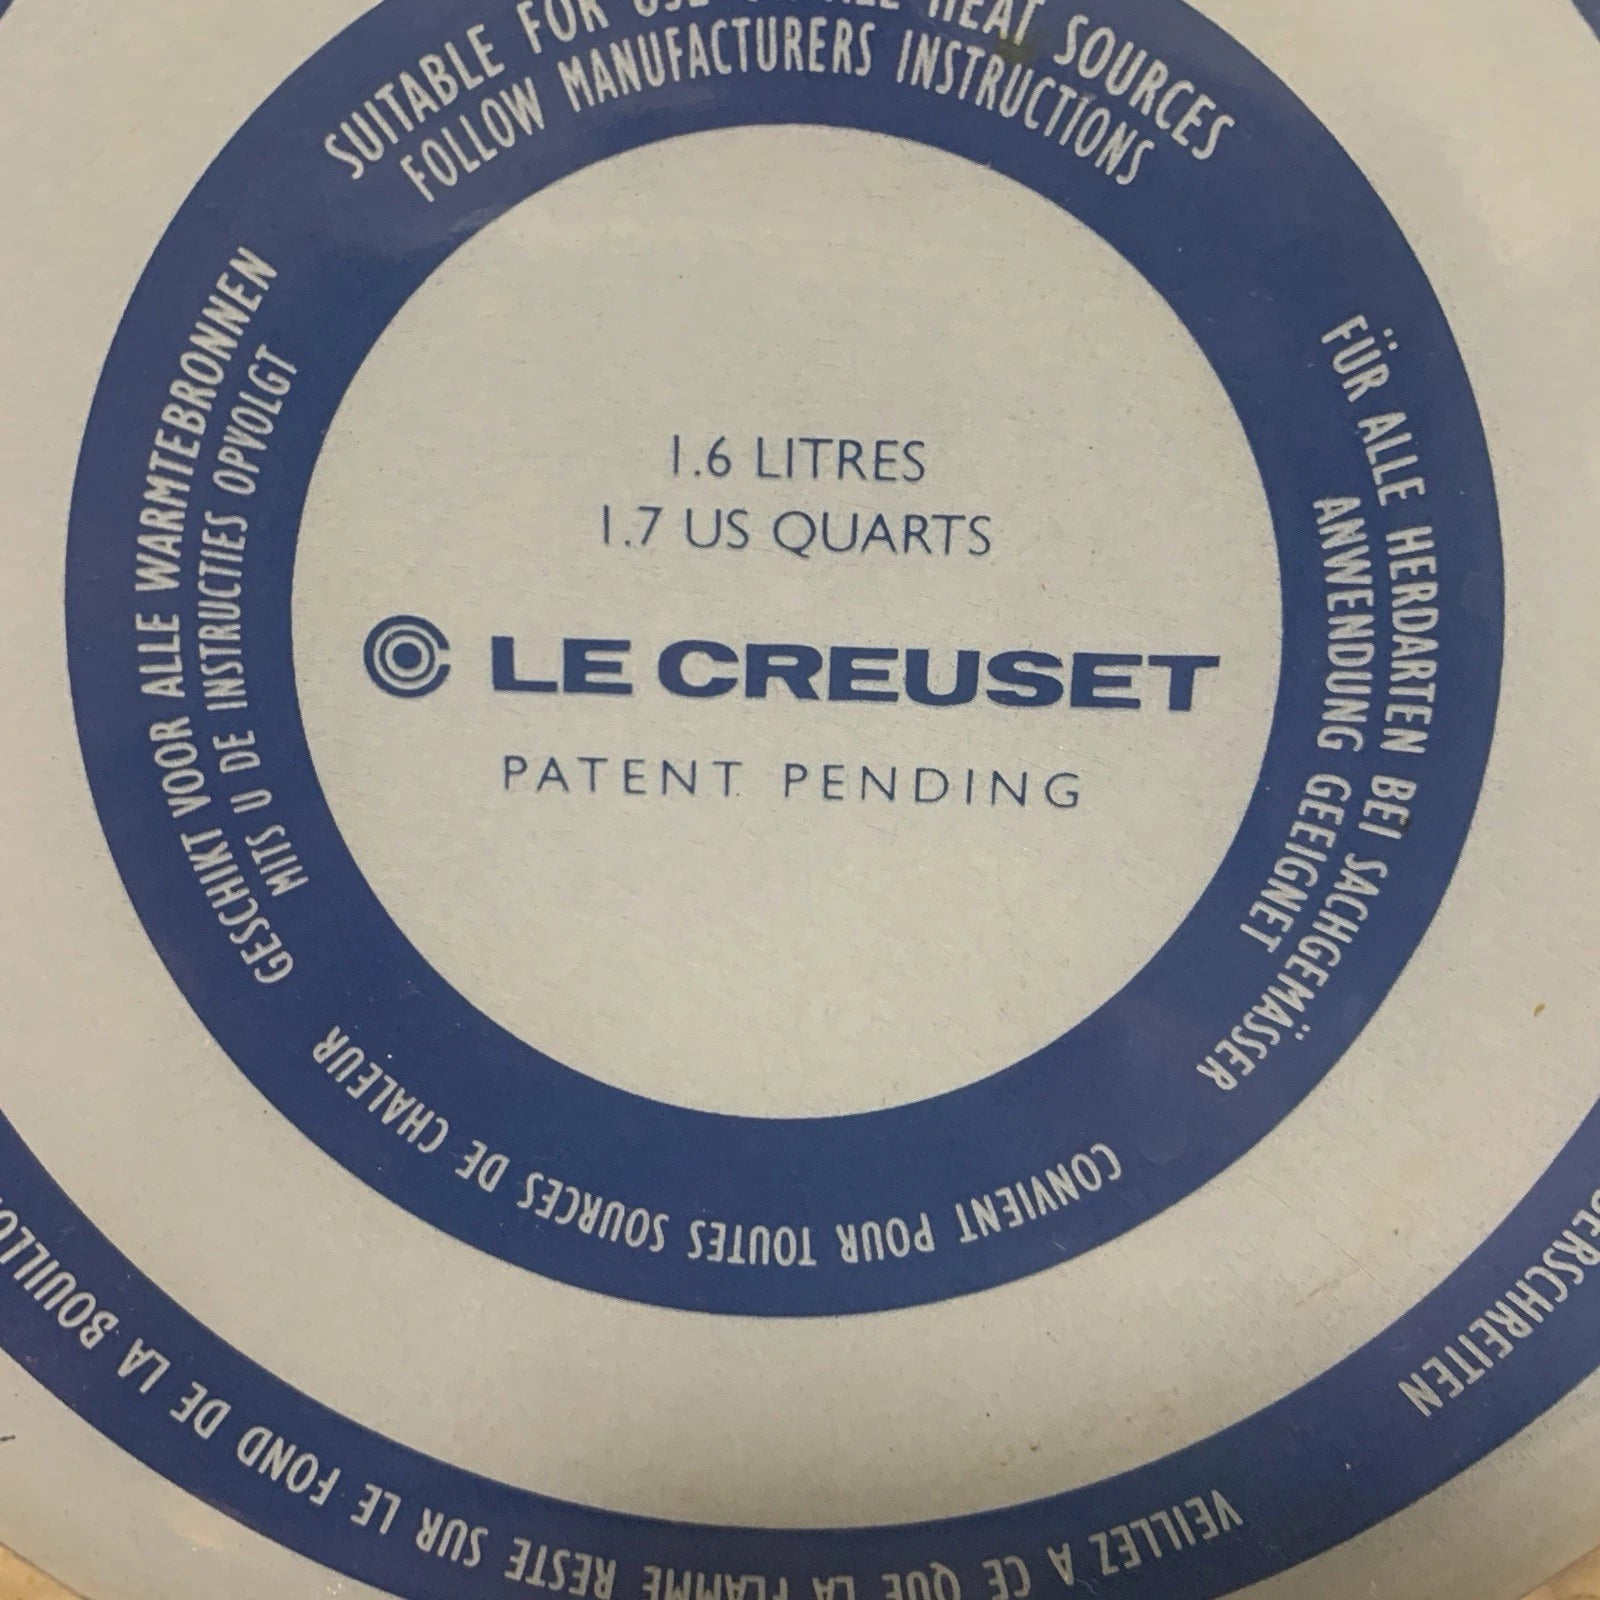 SUITABLE FOR USE ON ALL HEAT SOURCES
FOLLOW MANUFACTURERS INSTRUCTIONS
FÜR ALLE HERDARTEN BEI SACHGEMÄSSER
ANWENDUNG GEEIGNET
CONVIENT POUR TOUTES SOURCES DE CHALEUR
GESCHIKT VOOR ALLE WARMTEBRONNEN
MITS U DE INSTRUCTIES OPVOLGT
1.6 LITRES
1.7 US QUARTS
LE CREUSET
PATENT PENDING
VEILLEZ A CE QUE LA FLAMME RESTE SUR LE FOND DE LA